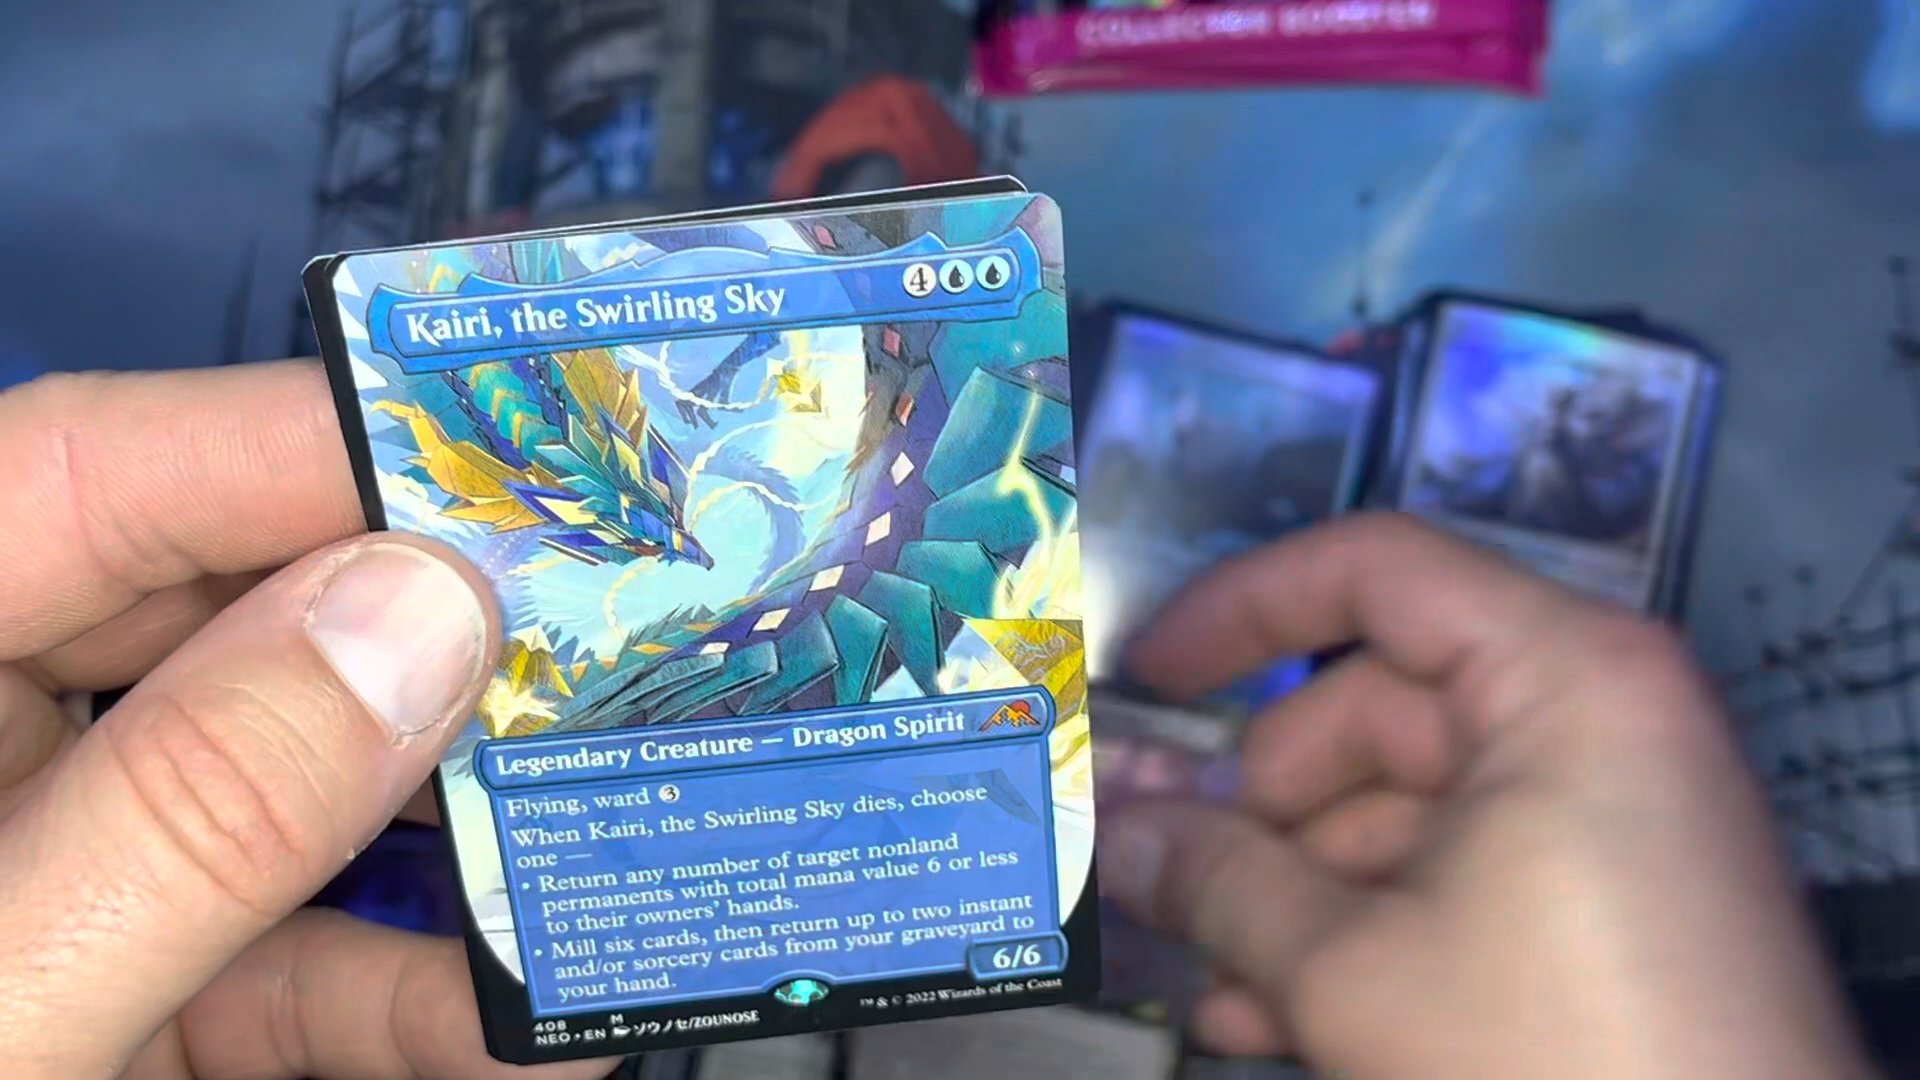 COLLECTOR BOOSTER
Kairi, the Swirling Sky
4
Legendary Creature — Dragon Spirit
Flying, ward 3
When Kairi, the Swirling Sky dies, choose
one —
• Return any number of target nonland
permanents with total mana value 6 or less
to their owners' hands.
• Mill six cards, then return up to two instant
and/or sorcery cards from your graveyard to
your hand.
6/6
408 M
NEO • EN ゾウノセ/ZOUNOSE
™ & © 2022 Wizards of the Coast